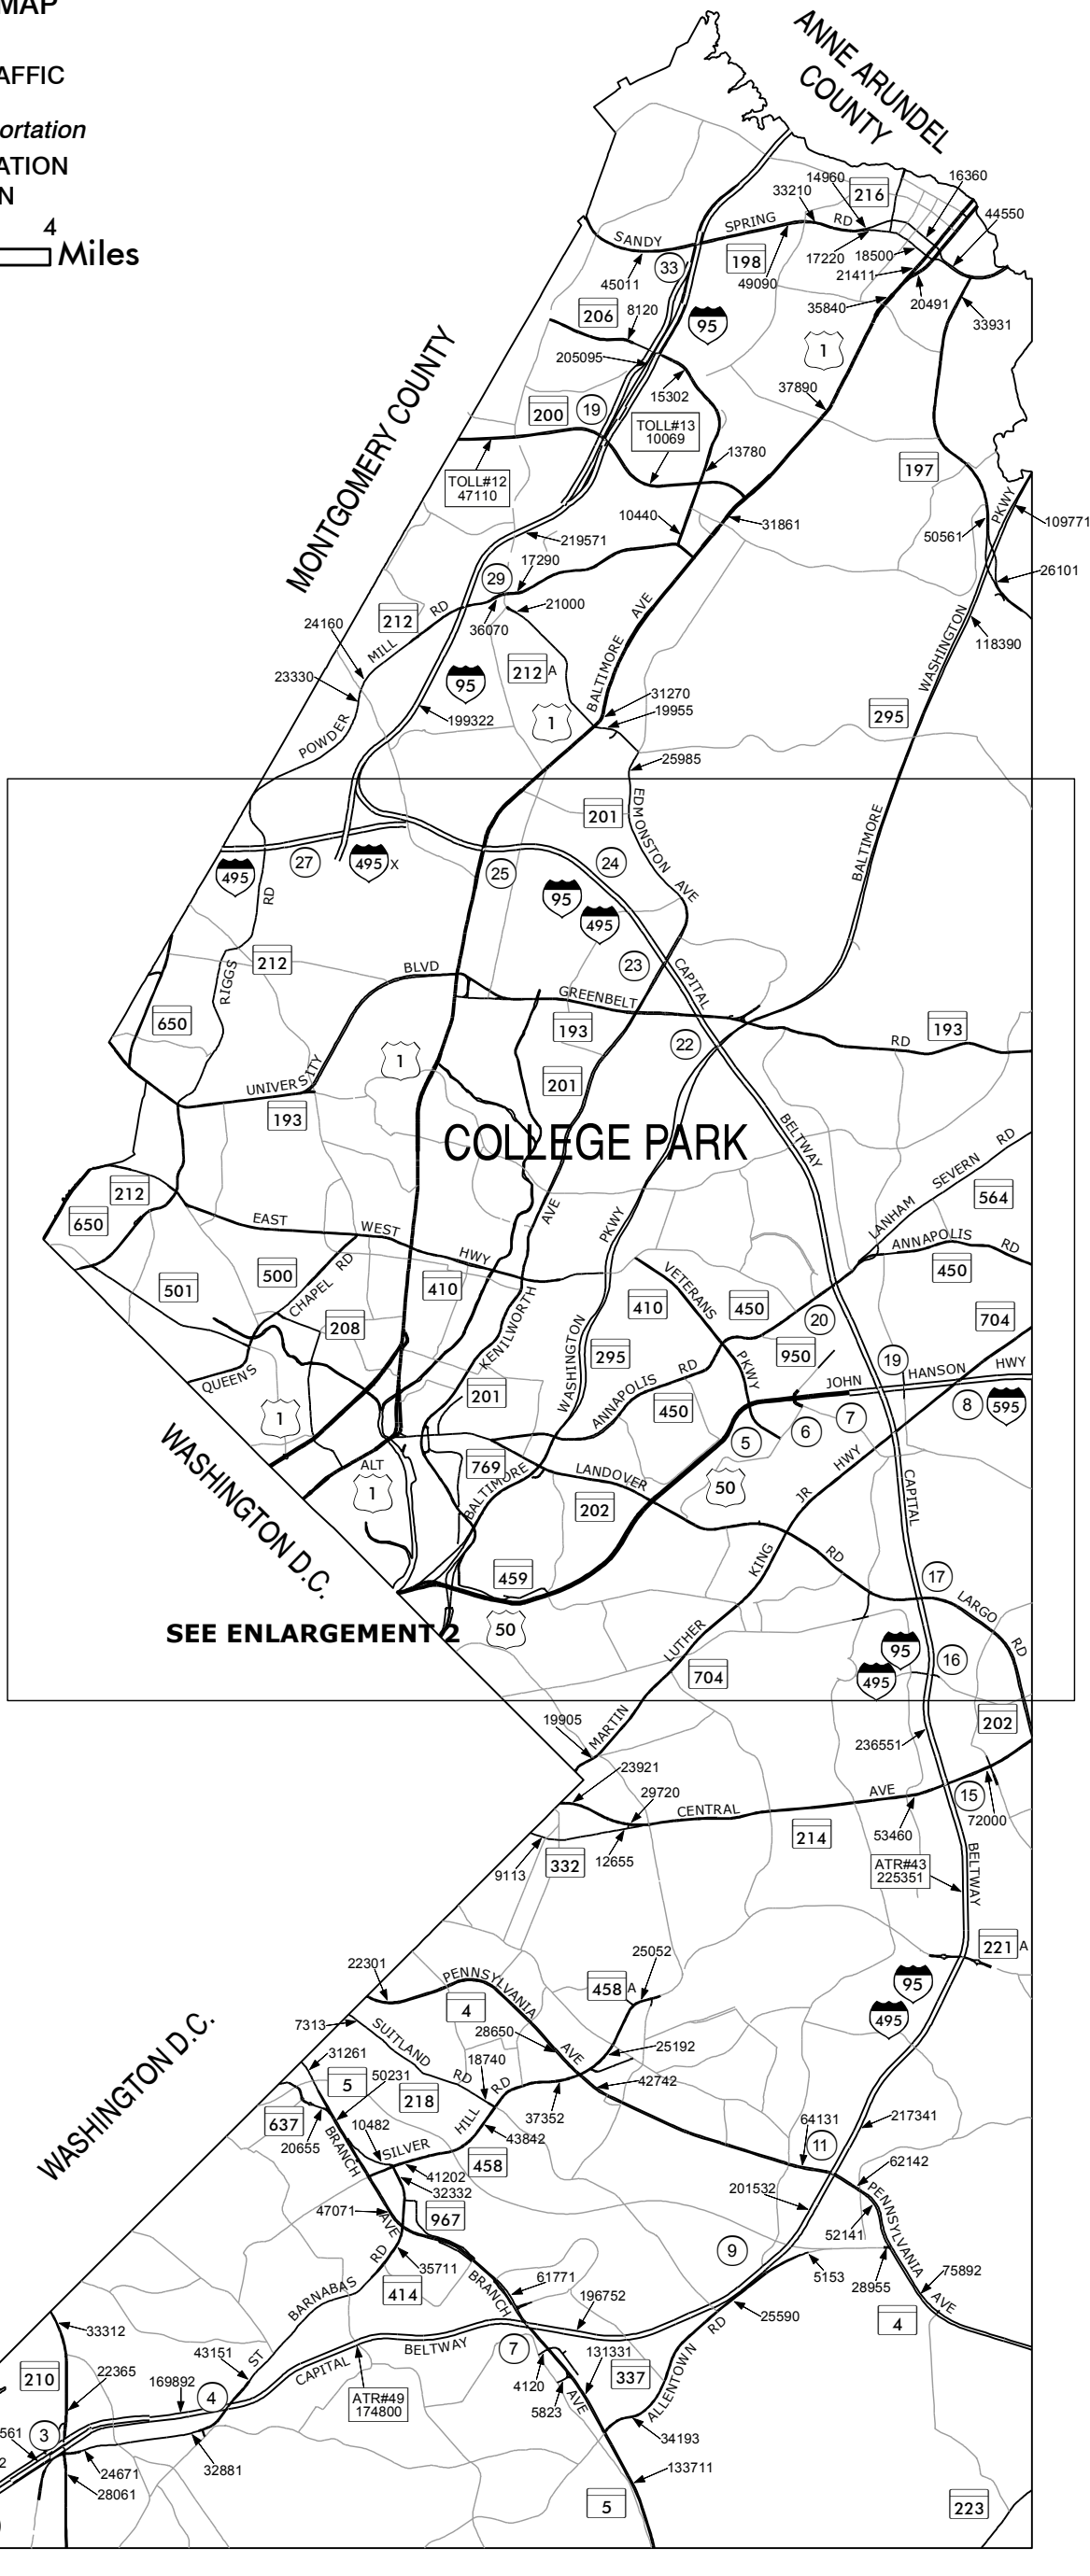 MAP
AFFIC
ortation
ATION
N
4
Miles
ANNE ARUNDEL
COUNTY
16360
14960
33210
216
44550
SPRING
RD
SANDY
198
17220
18500
33
45011
49090
21411
35840
20491
206
8120
95
33931
1
205095
MONTGOMERY COUNTY
15302
37890
200
19
TOLL#13
10069
13780
197
TOLL#12
47110
PKWY
10440
31861
109771
50561
219571
17290
26101
29
21000
36070
AVE
212
RD
24160
MILL
118390
WASHINGTON
23330
212 A
BALTIMORE
95
31270
19955
295
199322
1
POWDER
25985
201
EDMONSTON
BALTIMORE
27
495 X
25
24
495
AVE
95
RD
495
23
212
BLVD
CAPITAL
RIGGS
GREENBELT
650
193
193
22
RD
1
UNIVERSITY
201
193
COLLEGE PARK
BELTWAY
RD
SEVERN
212
564
650
EAST
WEST
AVE
PKWY
LANHAM
ANNAPOLIS
RD
HWY
500
RD
450
501
410
VETERANS
CHAPEL
410
450
208
20
704
KENILWORTH
WASHINGTON
295
950
19
HANSON
HWY
QUEENS
RD
PKWY
JOHN
201
ANNAPOLIS
450
8
595
1
5
6
7
WASHINGTON D.C.
HWY
769
LANDOVER
CAPITAL
ALT
1
BALTIMORE
50
JR
202
RD
KING
459
17
LARGO
SEE ENLARGEMENT 2
50
RD
LUTHER
95
16
495
704
202
19905
MARTIN
236551
23921
29720
AVE
CENTRAL
15
72000
214
53460
332
12655
9113
ATR#43
225351
BELTWAY
221 A
22301
25052
PENNSYLVANIA
458 A
95
4
495
7313
SUITLAND
28650
WASHINGTON D.C.
31261
AVE
25192
18740
5
50231
RD
RD
42742
218
637
10482
37352
64131
217341
HILL
20655
SILVER
43842
11
BRANCH
458
62142
41202
201532
32332
PENNSYLVANIA
47071
967
52141
AVE
RD
9
35711
5153
28955
75892
BRANCH
61771
414
196752
BARNABAS
25590
AVE
33312
4
RD
43151
BELTWAY
7
131331
ST
CAPITAL
210
22365
169892
337
4120
4
ALLENTOWN
ATR#49
174800
AVE
5823
561
3
34193
2
32881
24671
133711
28061
5
223